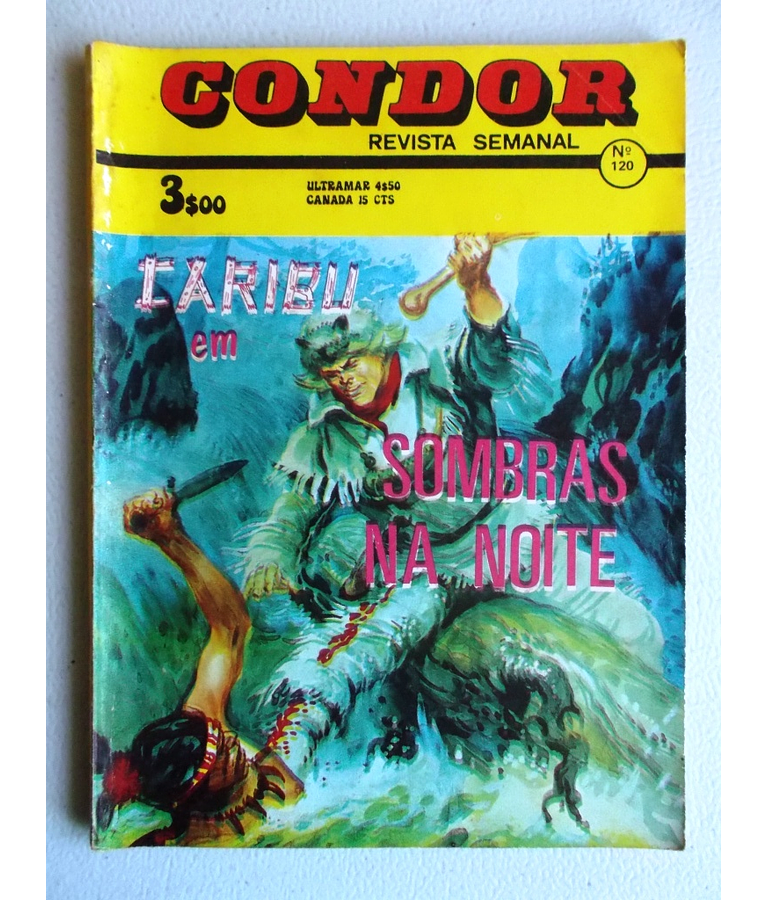 CONDOR
REVISTA SEMANAL
Nº
120
3$00
ULTRAMAR 4$50
CANADA 15 CTS
CARIBU
em
SOMBRAS
NA NOITE